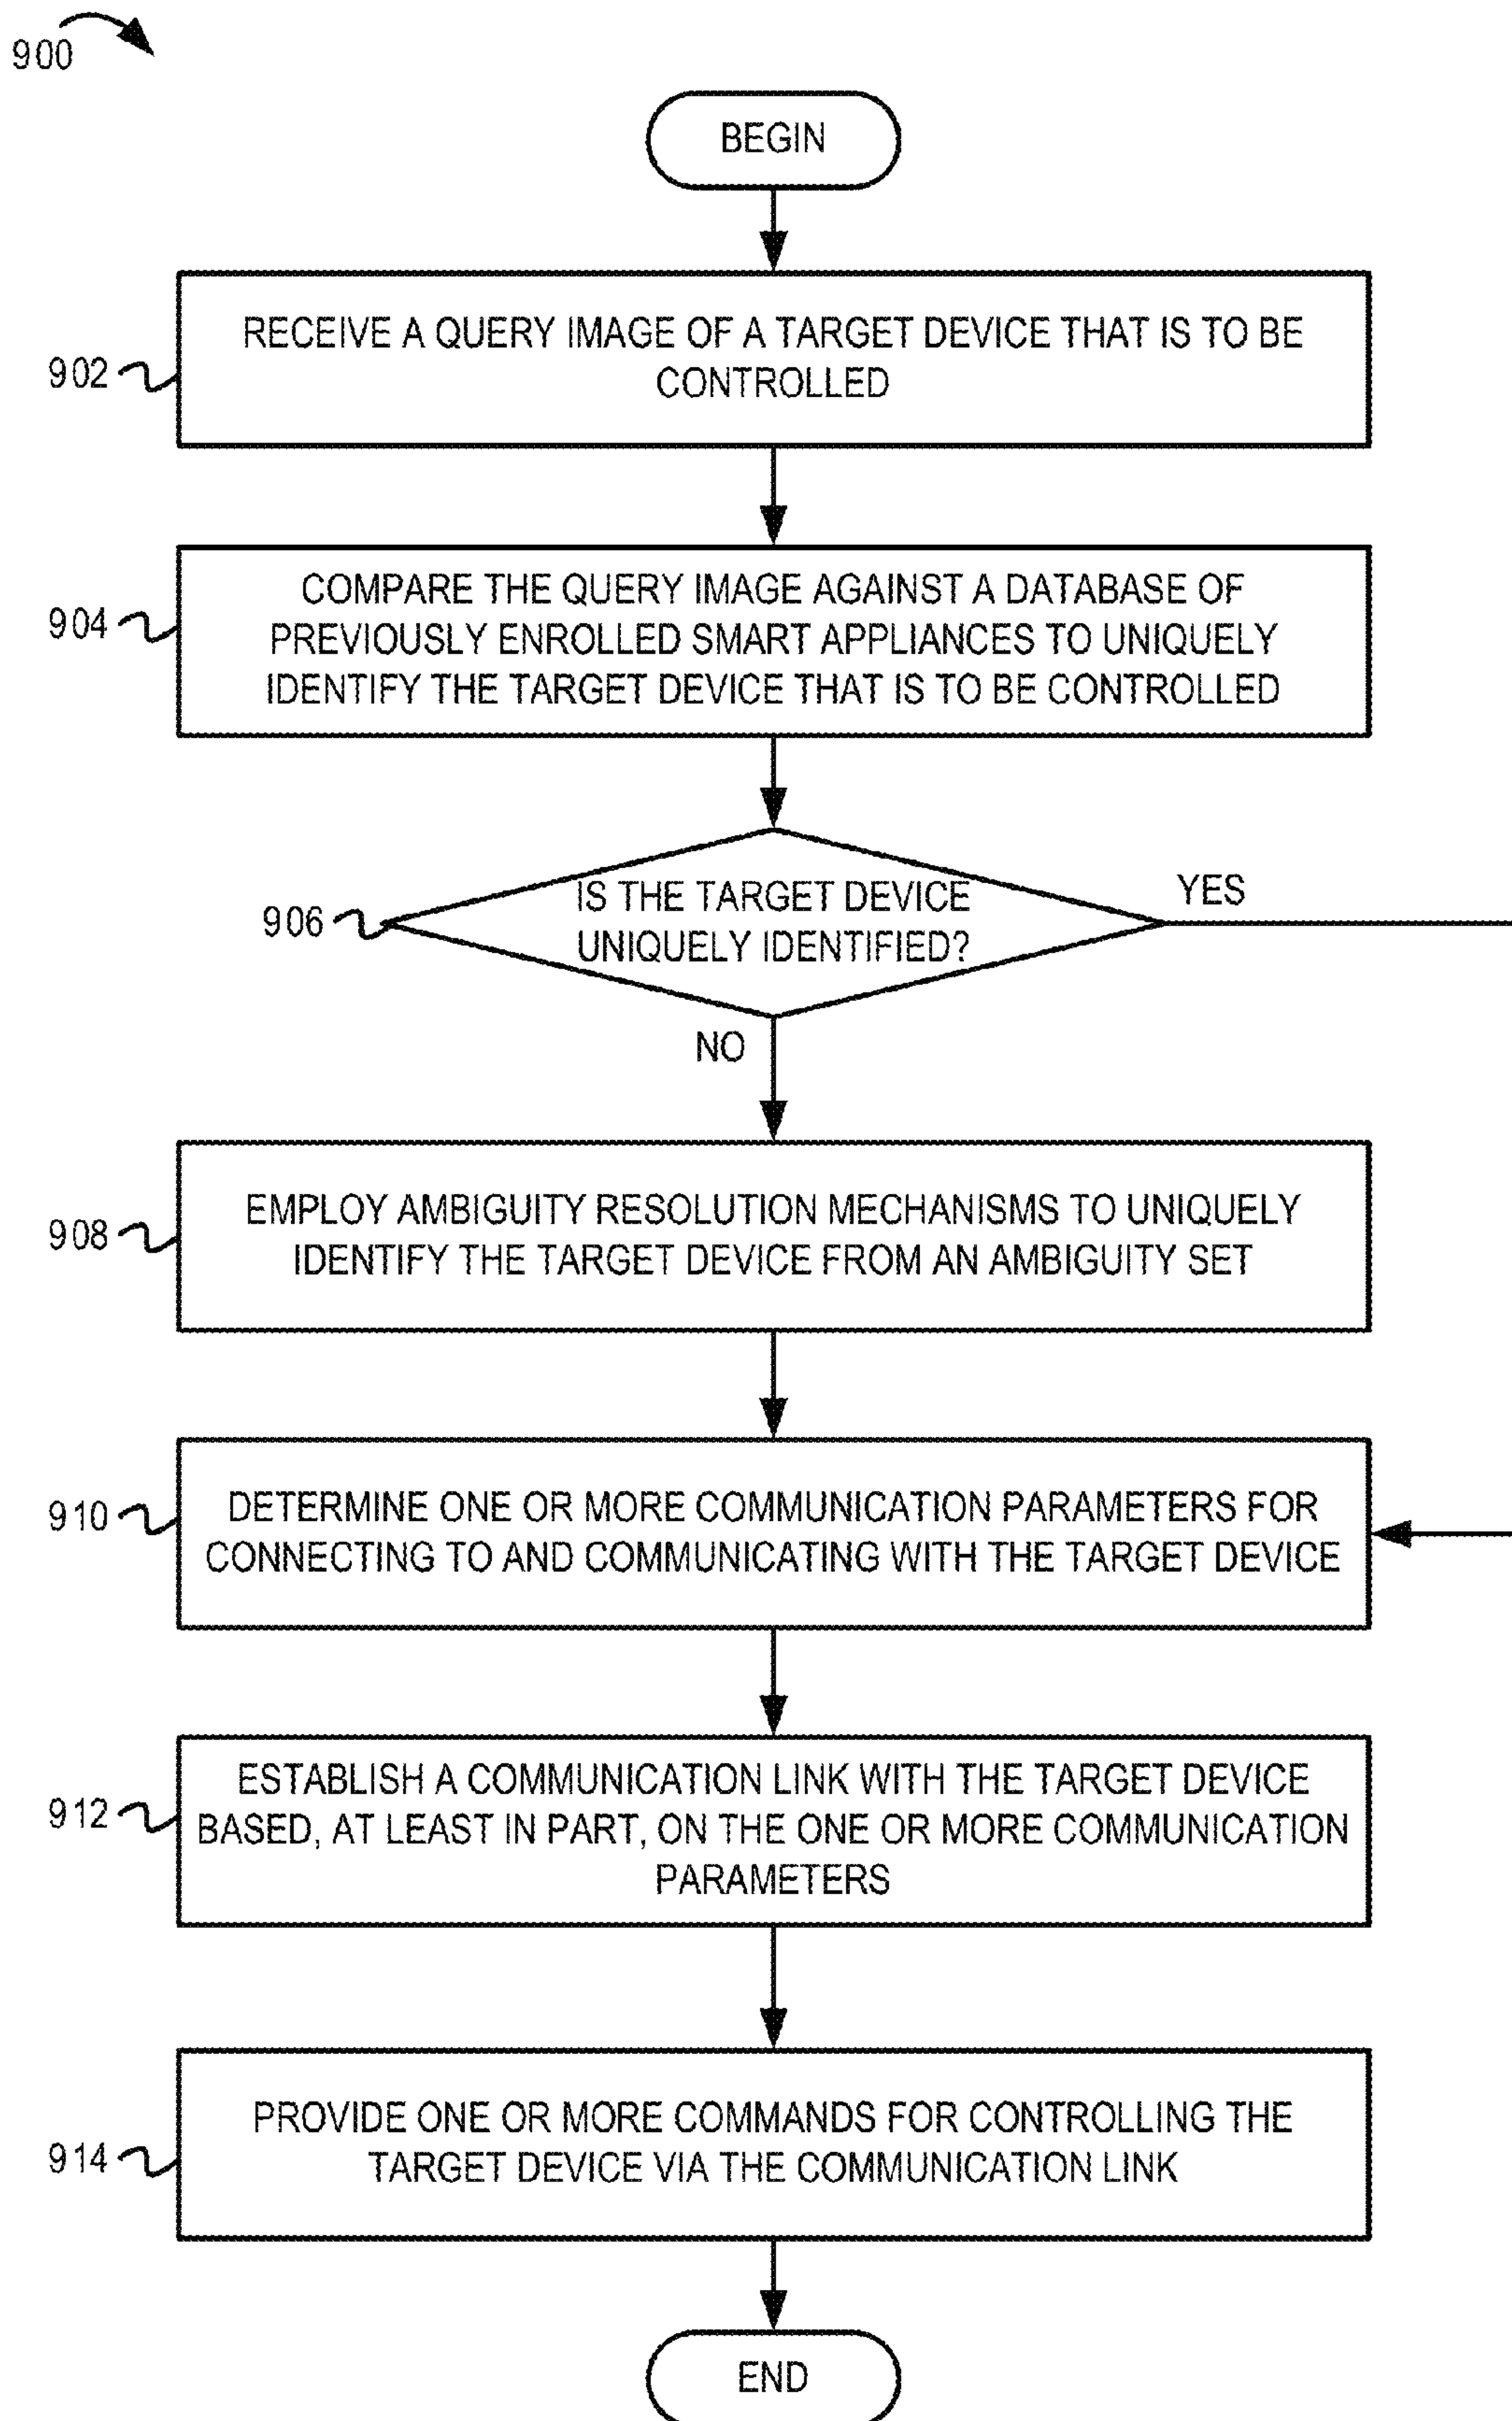 900
BEGIN
RECEIVE A QUERY IMAGE OF A TARGET DEVICE THAT IS TO BE
CONTROLLED
902
COMPARE THE QUERY IMAGE AGAINST A DATABASE OF
PREVIOUSLY ENROLLED SMART APPLIANCES TO UNIQUELY
IDENTIFY THE TARGET DEVICE THAT IS TO BE CONTROLLED
904
IS THE TARGET DEVICE
UNIQUELY IDENTIFIED?
906
YES
NO
EMPLOY AMBIGUITY RESOLUTION MECHANISMS TO UNIQUELY
IDENTIFY THE TARGET DEVICE FROM AN AMBIGUITY SET
908
DETERMINE ONE OR MORE COMMUNICATION PARAMETERS FOR
CONNECTING TO AND COMMUNICATING WITH THE TARGET DEVICE
910
ESTABLISH A COMMUNICATION LINK WITH THE TARGET DEVICE
BASED, AT LEAST IN PART, ON THE ONE OR MORE COMMUNICATION
PARAMETERS
912
PROVIDE ONE OR MORE COMMANDS FOR CONTROLLING THE
TARGET DEVICE VIA THE COMMUNICATION LINK
914
END